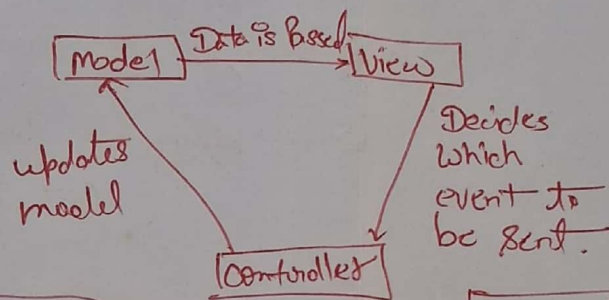 Model
Data is Passed
View
updates
model
Decides
which
event to
be sent.
Controller